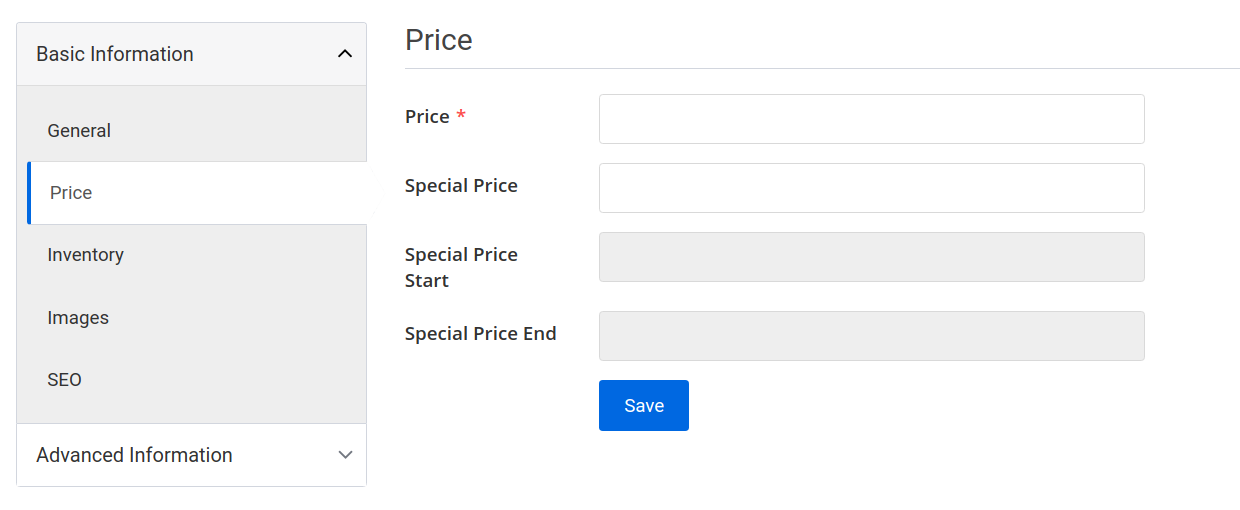 Basic Information
General
Price
Inventory
Images
SEO
Advanced Information
Price
Price *
Special Price
Special Price
Start
Special Price End
Save